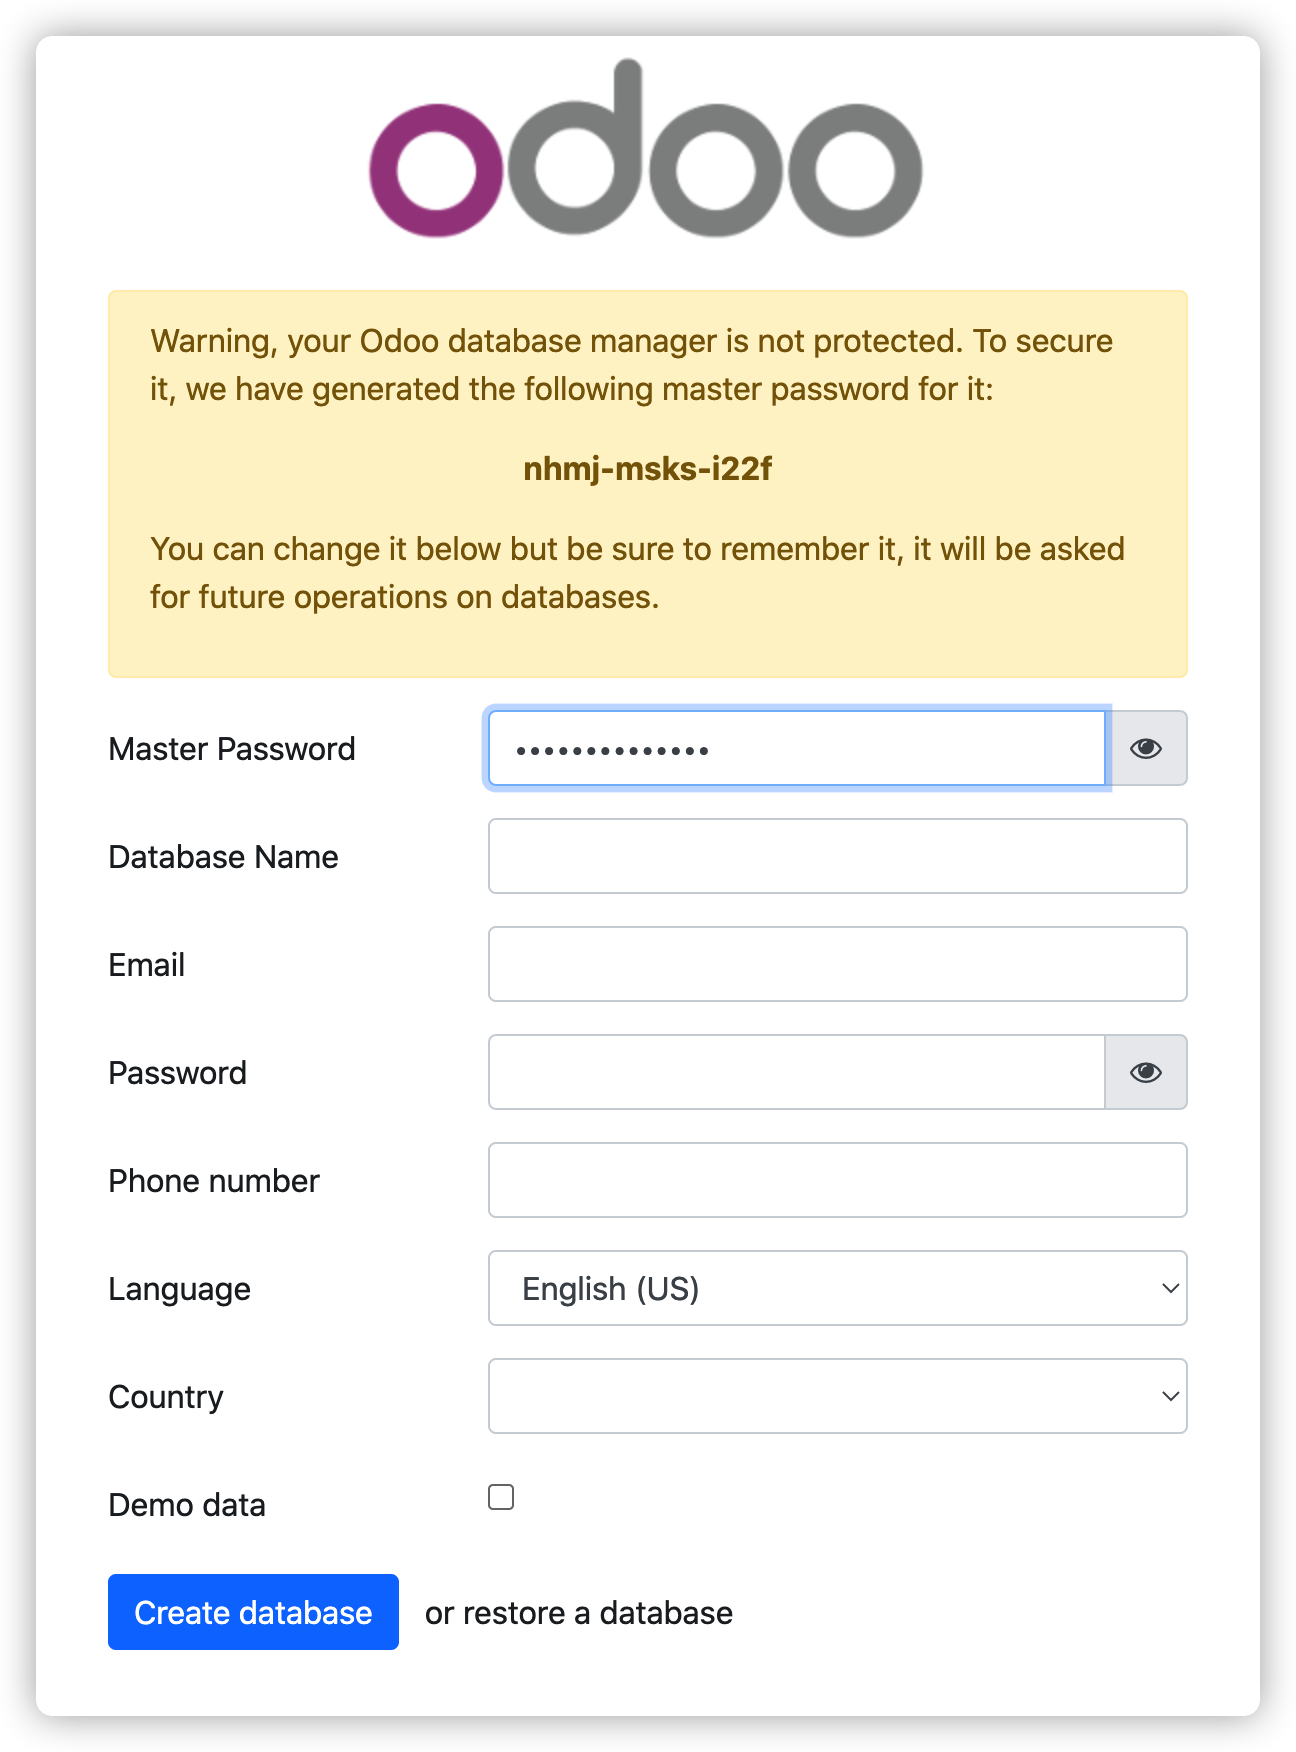 odoo
Warning, your Odoo database manager is not protected. To secure
it, we have generated the following master password for it:
nhmj-msks-i22f
You can change it below but be sure to remember it, it will be asked
for future operations on databases.
Master Password ••••••••••••••
Database Name
Email
Password
Phone number
Language English (US)
Country
Demo data
Create database or restore a database